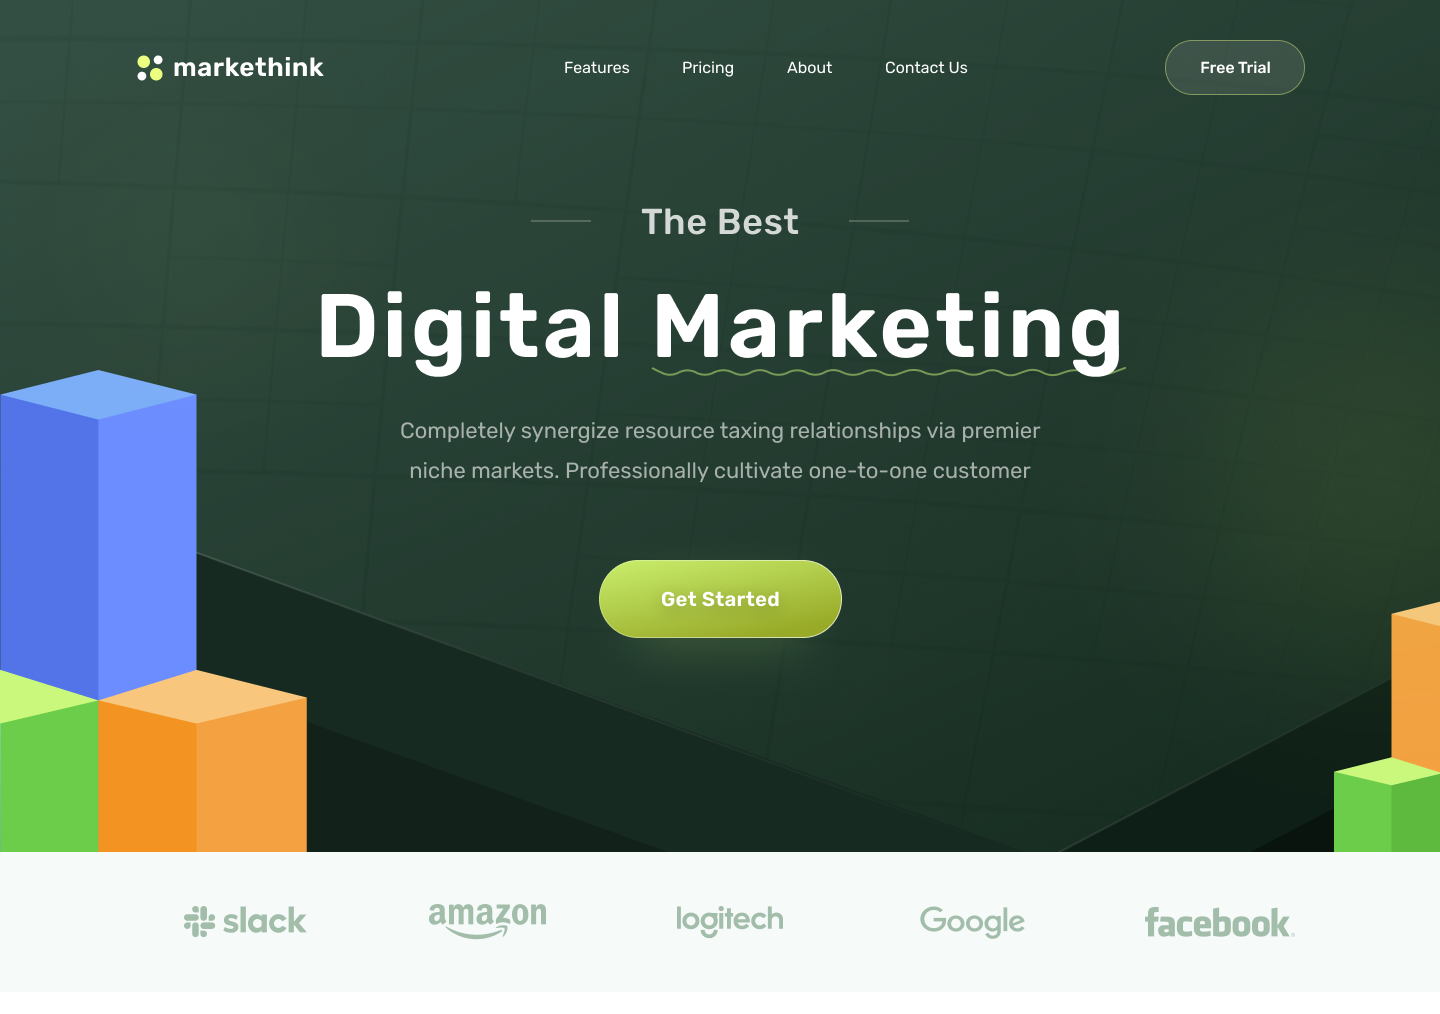 markethink
Features Pricing About Contact Us
Free Trial
The Best
Digital Marketing
Completely synergize resource taxing relationships via premier
niche markets. Professionally cultivate one-to-one customer
Get Started
slack amazon logitech Google facebook